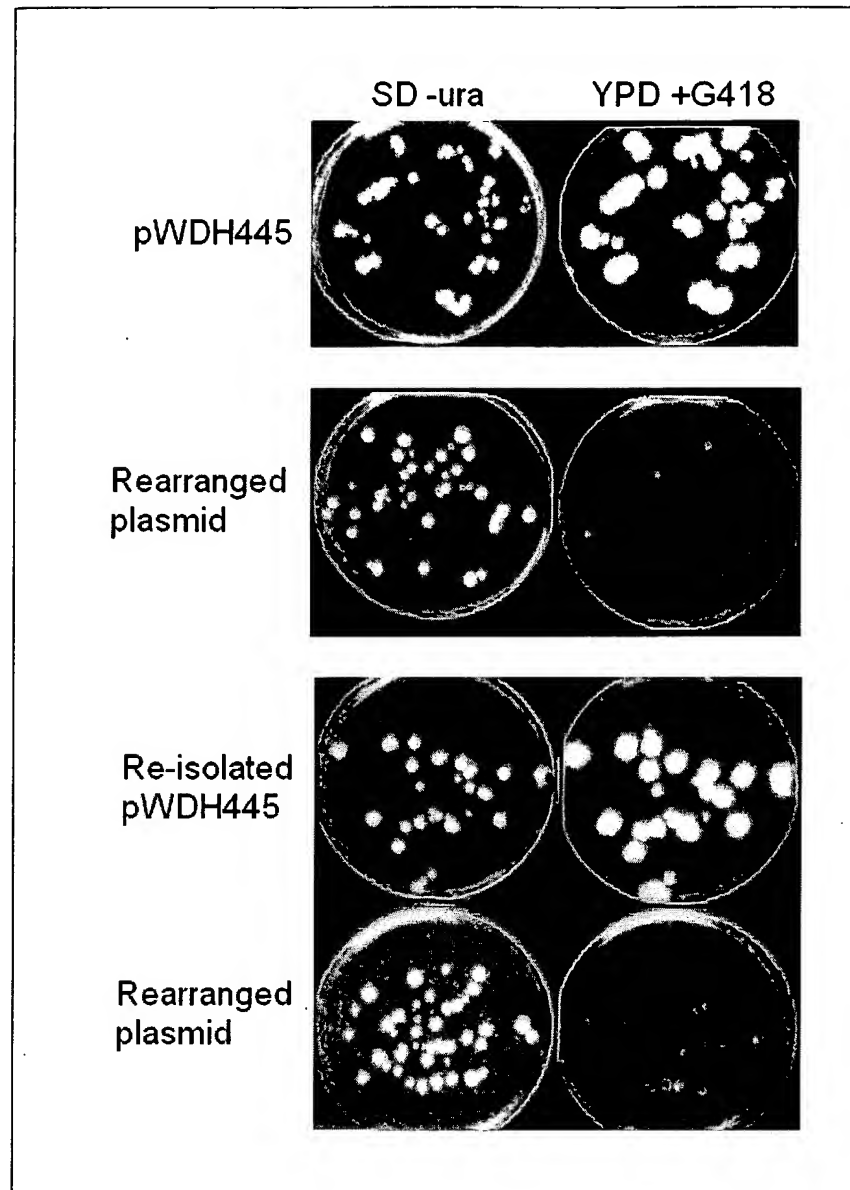 SD -ura
YPD +G418
pWDH445
Rearranged
plasmid
Re-isolated
pWDH445
Rearranged
plasmid